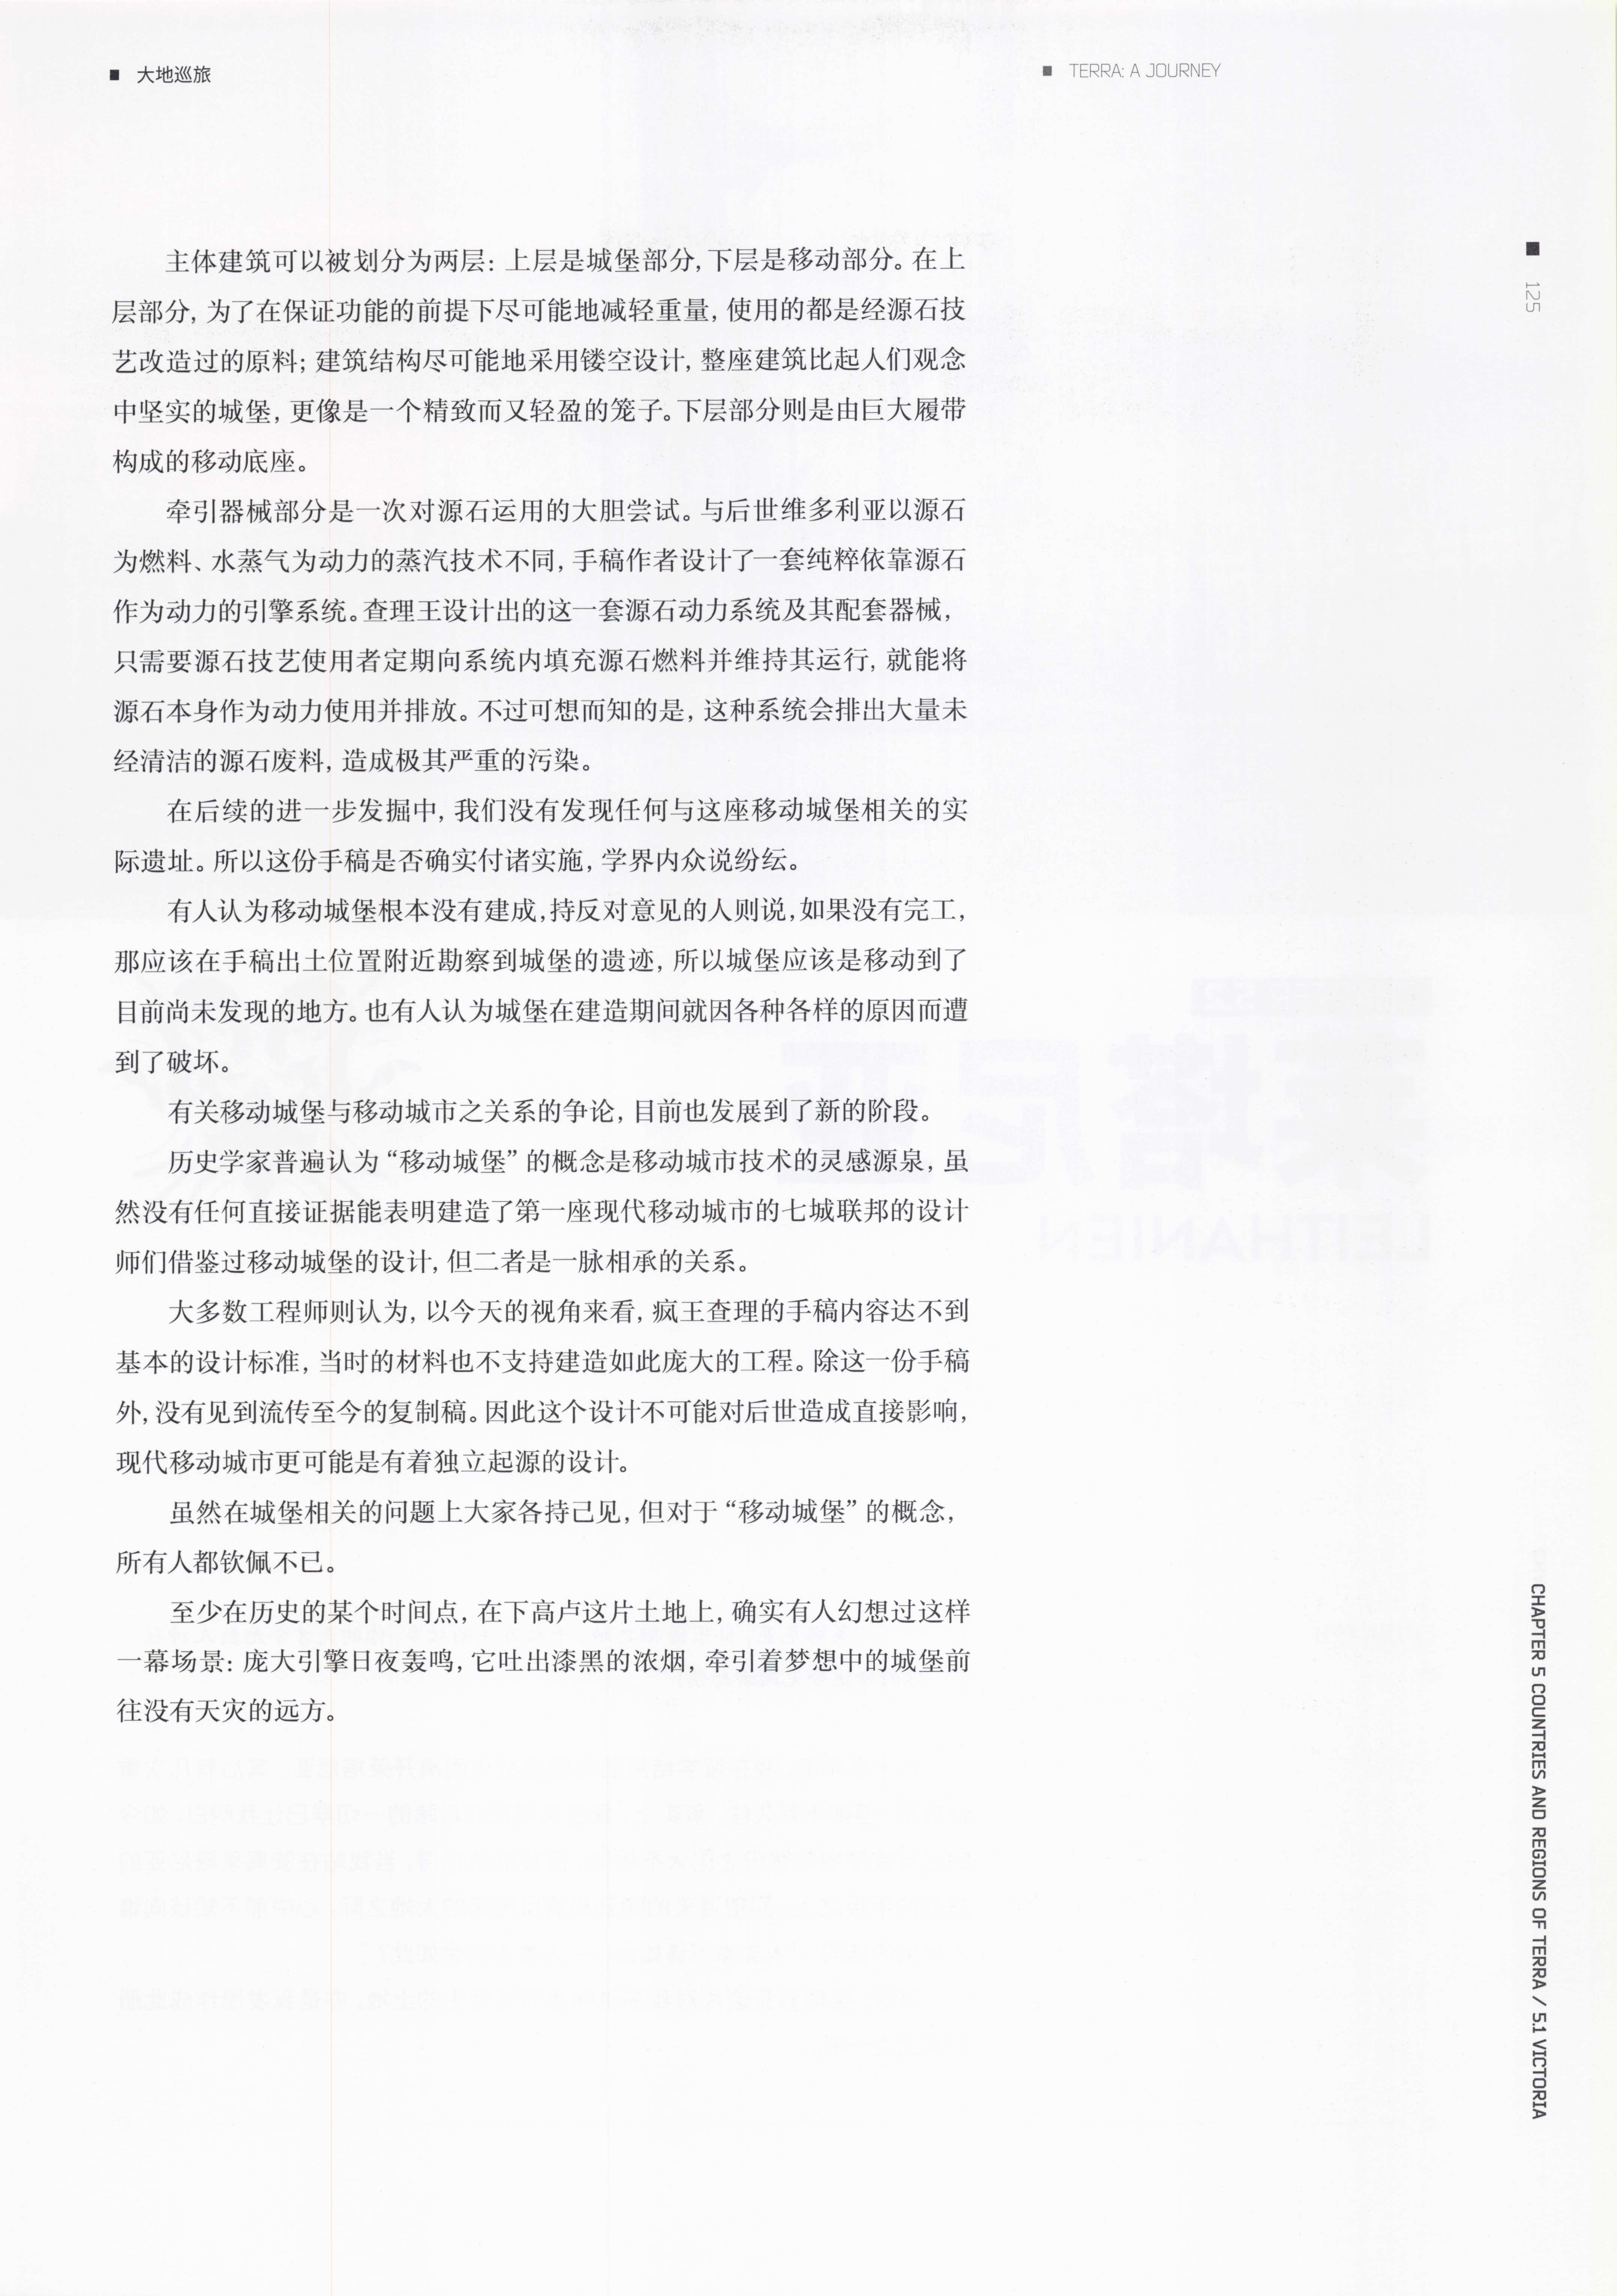 ■ 大地巡旅
■ TERRA: A JOURNEY
■ 125
主体建筑可以被划分为两层：上层是城堡部分，下层是移动部分。在上
层部分，为了在保证功能的前提下尽可能地减轻重量，使用的都是经源石技
艺改造过的原料；建筑结构尽可能地采用镂空设计，整座建筑比起人们观念
中坚实的城堡，更像是一个精致而又轻盈的笼子。下层部分则是由巨大履带
构成的移动底座。
牵引器械部分是一次对源石运用的大胆尝试。与后世维多利亚以源石
为燃料、水蒸气为动力的蒸汽技术不同，手稿作者设计了一套纯粹依靠源石
作为动力的引擎系统。查理王设计出的这一套源石动力系统及其配套器械，
只需要源石技艺使用者定期向系统内填充源石燃料并维持其运行，就能将
源石本身作为动力使用并排放。不过可想而知的是，这种系统会排出大量未
经清洁的源石废料，造成极其严重的污染。
在后续的进一步发掘中，我们没有发现任何与这座移动城堡相关的实
际遗址。所以这份手稿是否确实付诸实施，学界内众说纷纭。
有人认为移动城堡根本没有建成，持反对意见的人则说，如果没有完工，
那应该在手稿出土位置附近勘察到城堡的遗迹，所以城堡应该是移动到了
目前尚未发现的地方。也有人认为城堡在建造期间就因各种各样的原因而遭
到了破坏。
有关移动城堡与移动城市之关系的争论，目前也发展到了新的阶段。
历史学家普遍认为“移动城堡”的概念是移动城市技术的灵感源泉，虽
然没有任何直接证据能表明建造了第一座现代移动城市的七城联邦的设计
师们借鉴过移动城堡的设计，但二者是一脉相承的关系。
大多数工程师则认为，以今天的视角来看，疯王查理的手稿内容达不到
基本的设计标准，当时的材料也不支持建造如此庞大的工程。除这一份手稿
外，没有见到流传至今的复制稿。因此这个设计不可能对后世造成直接影响，
现代移动城市更可能是有着独立起源的设计。
虽然在城堡相关的问题上大家各持己见，但对于“移动城堡”的概念，
所有人都钦佩不已。
至少在历史的某个时间点，在下高卢这片土地上，确实有人幻想过这样
一幕场景：庞大引擎日夜轰鸣，它吐出漆黑的浓烟，牵引着梦想中的城堡前
往没有天灾的远方。
CHAPTER 5 COUNTRIES AND REGIONS OF TERRA / 5.1 VICTORIA